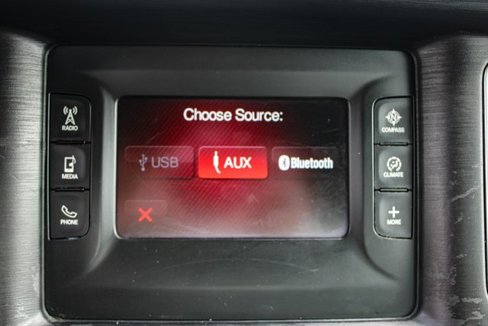 Choose Source:
RADIO
COMPASS
USB AUX Bluetooth
MEDIA
CLIMATE
PHONE
MORE